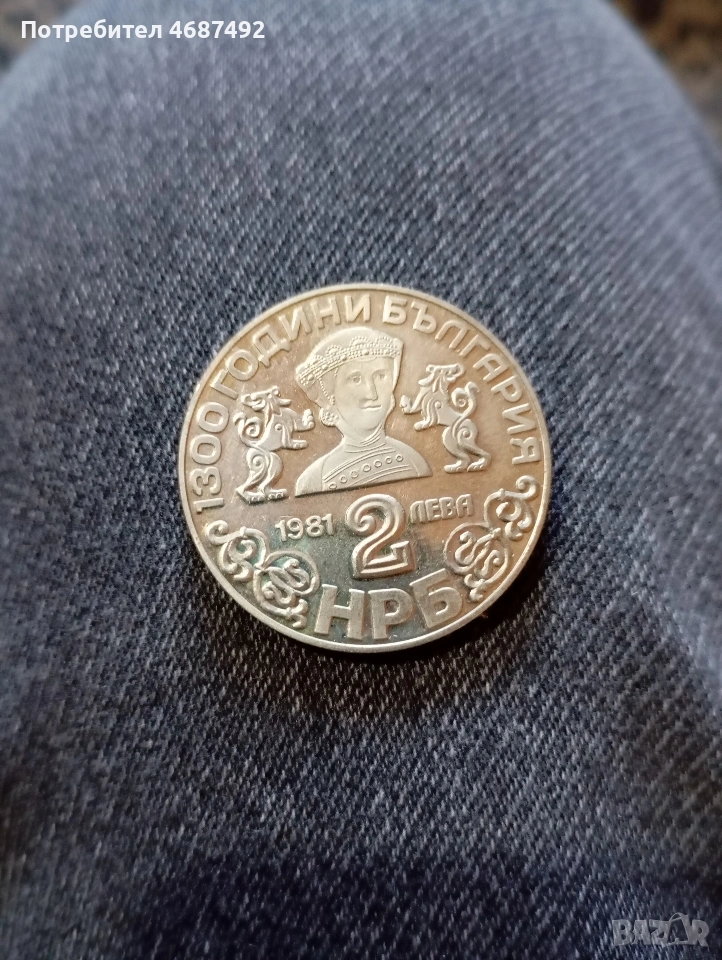 Потребител 4687492
1300 ГОДИНИ БЪЛГАРИЯ
1981 2 ЛЕВА
НРБ
BAZAR